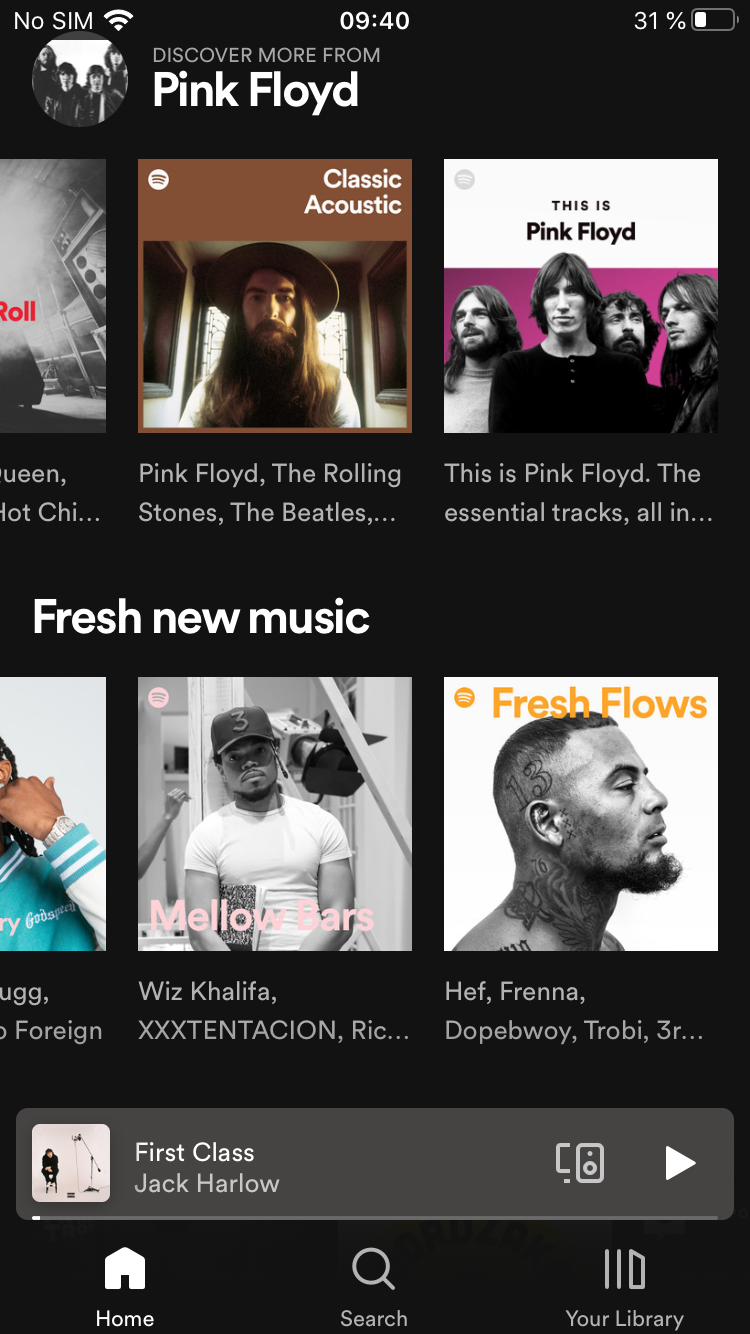 No SIM 09:40 31 %
DISCOVER MORE FROM
Pink Floyd
Roll
Classic
Acoustic
THIS IS
Pink Floyd
Queen,
Hot Chi...
Pink Floyd, The Rolling
Stones, The Beatles,...
This is Pink Floyd. The
essential tracks, all in...
Fresh new music
ry Godspeed
3
Mellow Bars
Fresh Flows
13
ugg,
o Foreign
Wiz Khalifa,
XXXTENTACION, Ric...
Hef, Frenna,
Dopebwoy, Trobi, 3r...
First Class
Jack Harlow
Home
Search
Your Library